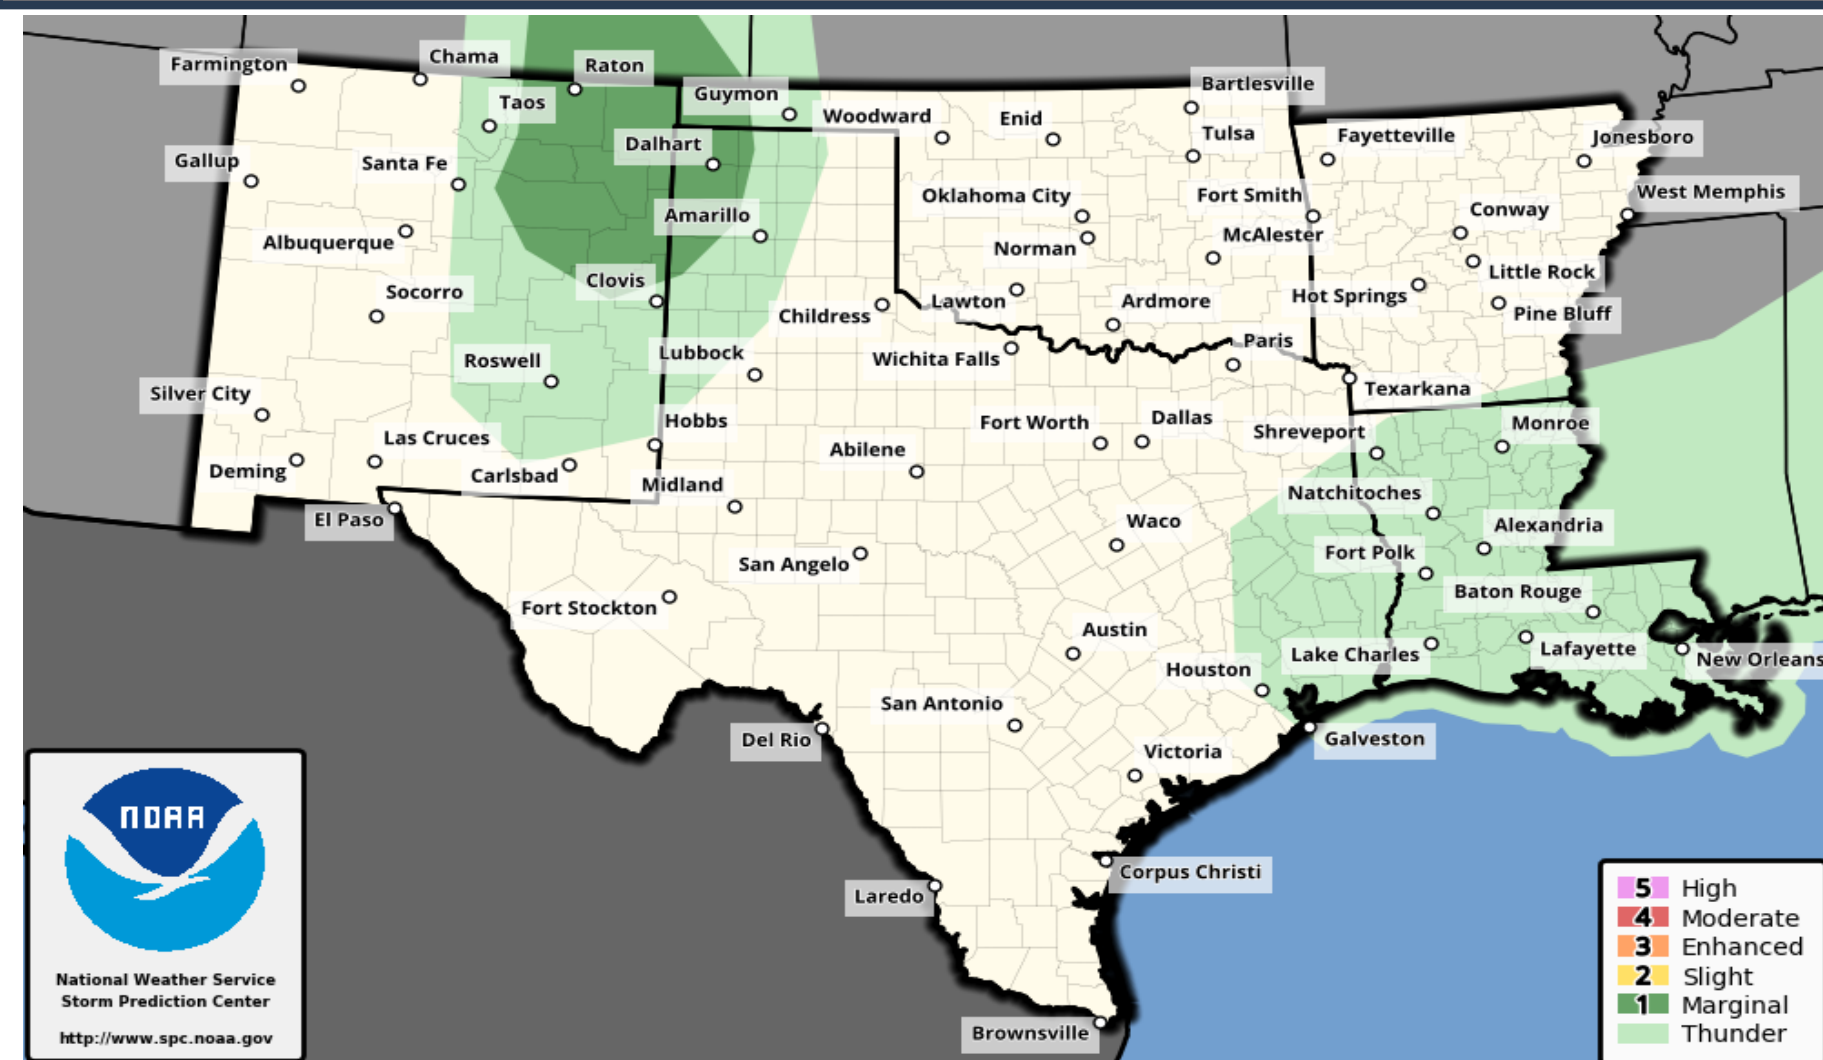 Farmington
Chama
Raton
Taos
Guymon
Bartlesville
Woodward
Enid
Tulsa
Fayetteville
Jonesboro
Gallup
Santa Fe
Dalhart
Oklahoma City
Fort Smith
West Memphis
Albuquerque
Amarillo
Norman
McAlester
Conway
Socorro
Clovis
Lawton
Ardmore
Hot Springs
Little Rock
Childress
Pine Bluff
Roswell
Lubbock
Wichita Falls
Paris
Silver City
Texarkana
Las Cruces
Hobbs
Fort Worth
Dallas
Shreveport
Monroe
Deming
Carlsbad
Midland
Abilene
Natchitoches
El Paso
Waco
Alexandria
San Angelo
Fort Polk
Fort Stockton
Baton Rouge
Austin
Lake Charles
Lafayette
New Orleans
Houston
San Antonio
Del Rio
Galveston
Victoria
Corpus Christi
Laredo
Brownsville
NOAA
National Weather Service
Storm Prediction Center
http://www.spc.noaa.gov
5 High
4 Moderate
3 Enhanced
2 Slight
1 Marginal
Thunder